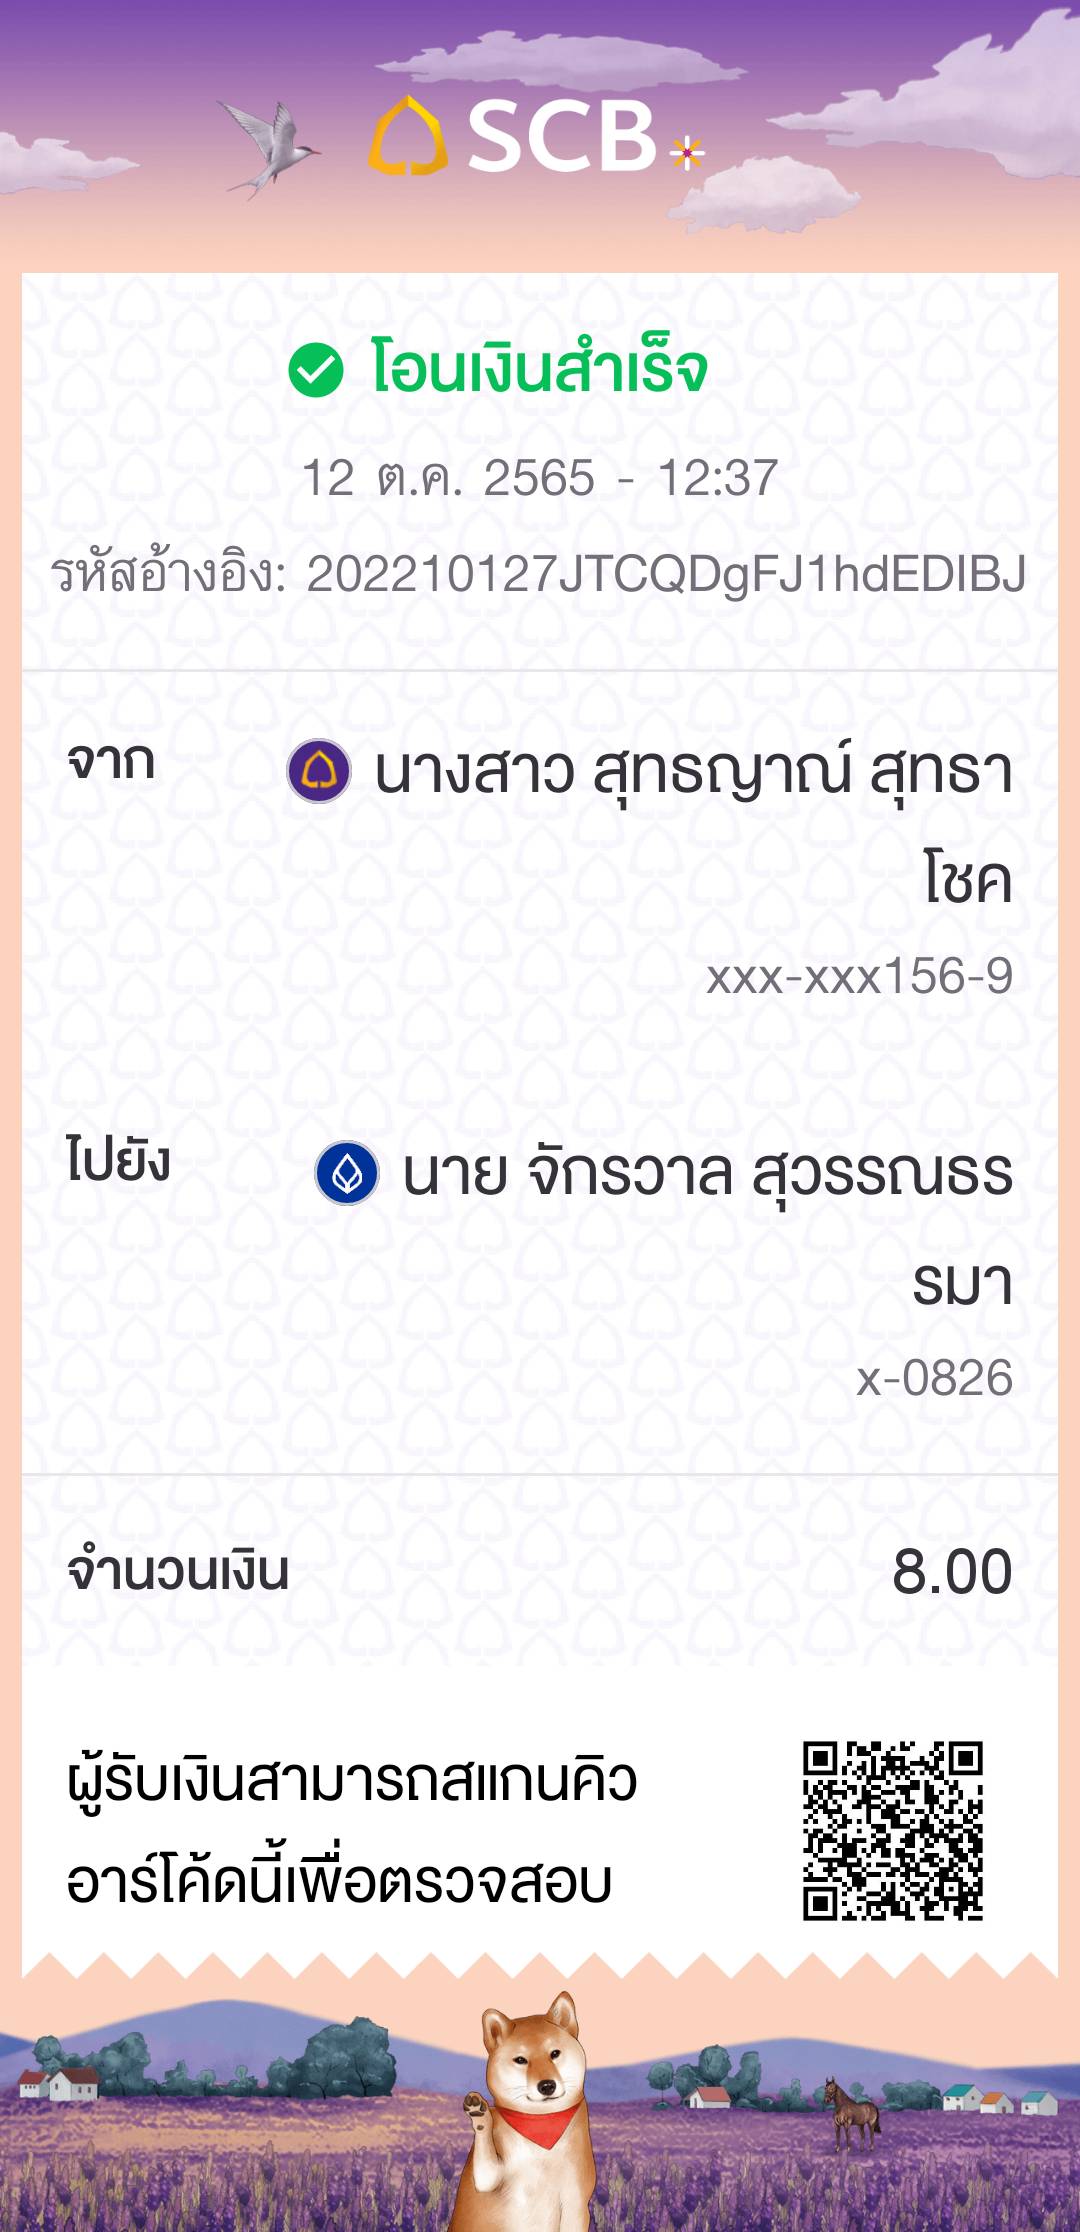 SCB
โอนเงินสำเร็จ
12 ต.ค. 2565 - 12:37
รหัสอ้างอิง: 202210127JTCQDgFJ1hdEDIBJ
จาก นางสาว สุทธญาณ์ สุทธา
โชค
xxx-xxx156-9
ไปยัง นาย จักรวาล สุวรรณธร
รมา
x-0826
จำนวนเงิน 8.00
ผู้รับเงินสามารถสแกนคิว
อาร์โค้ดนี้เพื่อตรวจสอบ